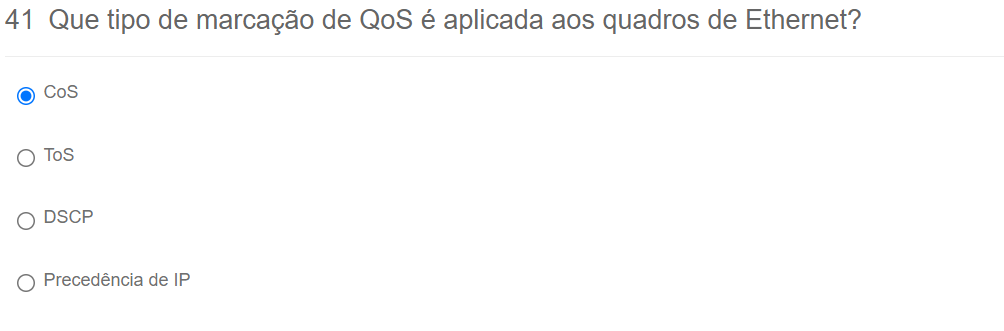 41 Que tipo de marcação de QoS é aplicada aos quadros de Ethernet?
CoS
ToS
DSCP
Precedência de IP